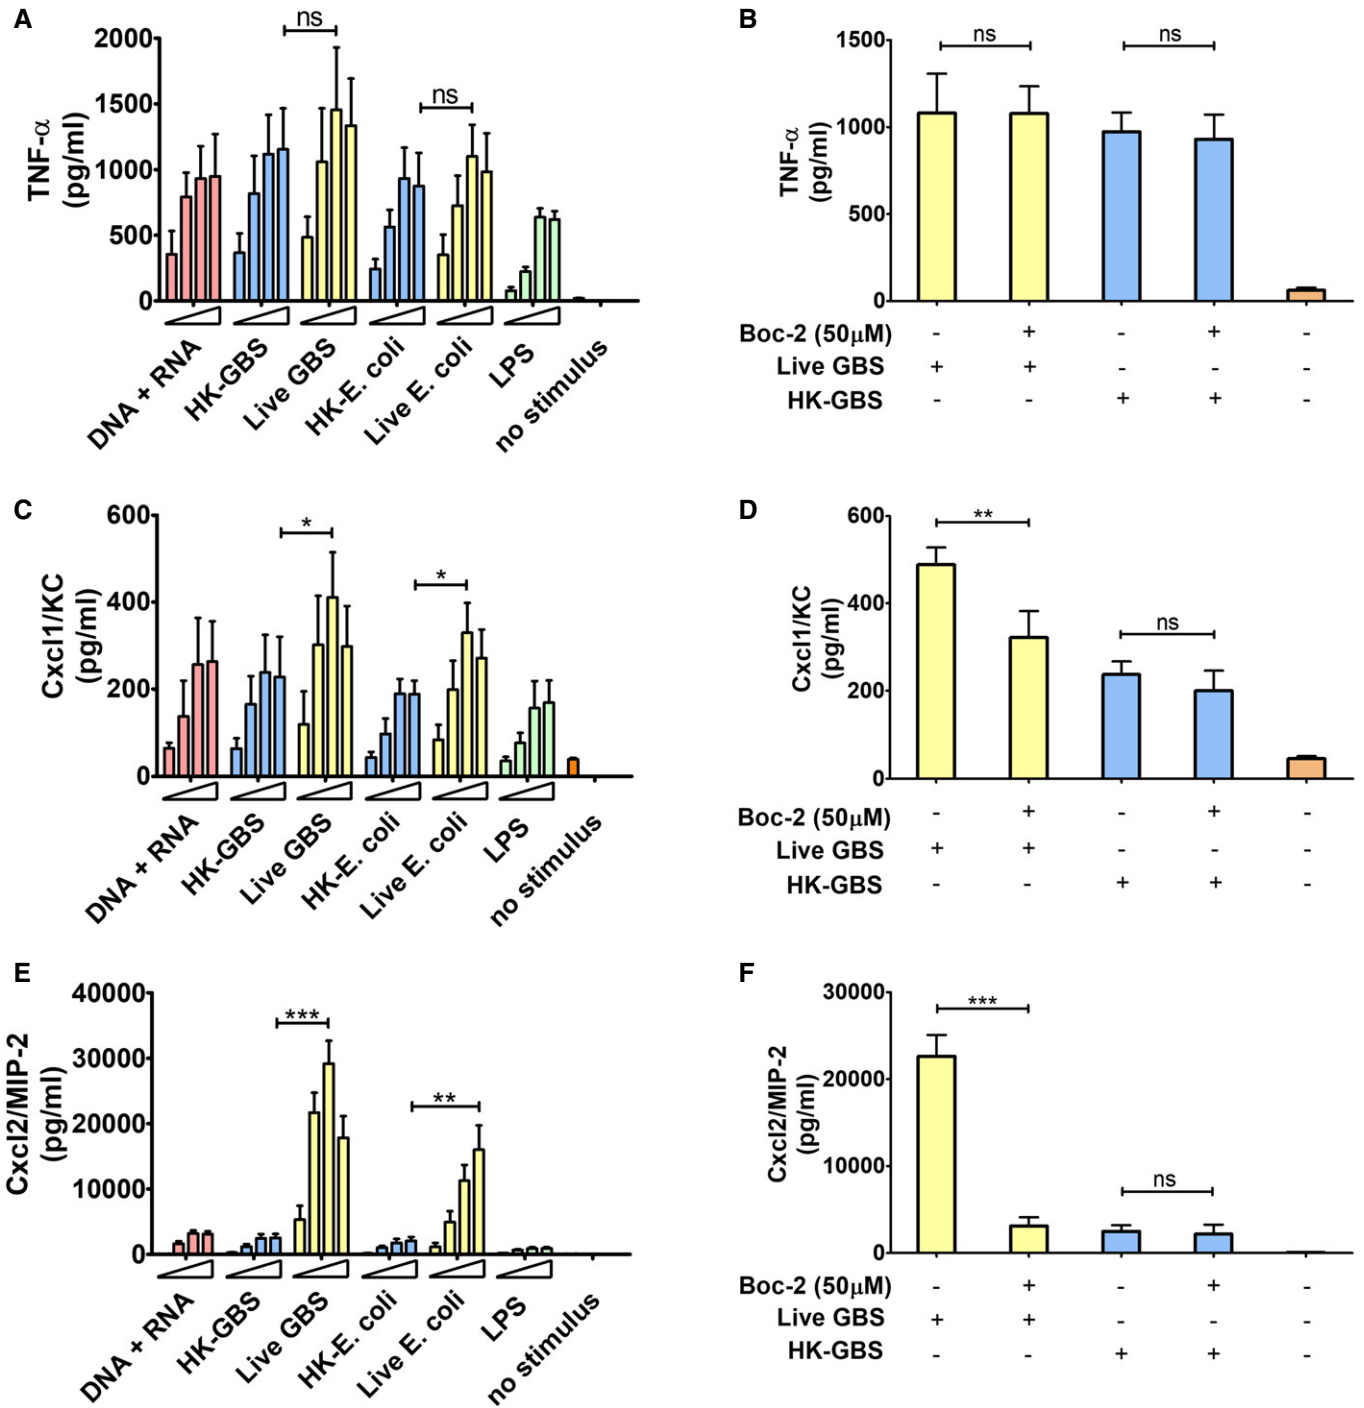 A
ns
ns
TNF-α
(pg/ml)
2000
1500
1000
500
0
DNA + RNA
HK-GBS
Live GBS
HK-E. coli
Live E. coli
LPS
no stimulus
B
ns
ns
TNF-α
(pg/ml)
1500
1000
500
0
Boc-2 (50μM) - + - + -
Live GBS + + - - -
HK-GBS - - + + -
C
*
*
Cxcl1/KC
(pg/ml)
600
400
200
0
DNA + RNA
HK-GBS
Live GBS
HK-E. coli
Live E. coli
LPS
no stimulus
D
**
ns
Cxcl1/KC
(pg/ml)
600
400
200
0
Boc-2 (50μM) - + - + -
Live GBS + + - - -
HK-GBS - - + + -
E
***
**
Cxcl2/MIP-2
(pg/ml)
40000
30000
20000
10000
0
DNA + RNA
HK-GBS
Live GBS
HK-E. coli
Live E. coli
LPS
no stimulus
F
***
ns
Cxcl2/MIP-2
(pg/ml)
30000
20000
10000
0
Boc-2 (50μM) - + - + -
Live GBS + + - - -
HK-GBS - - + + -